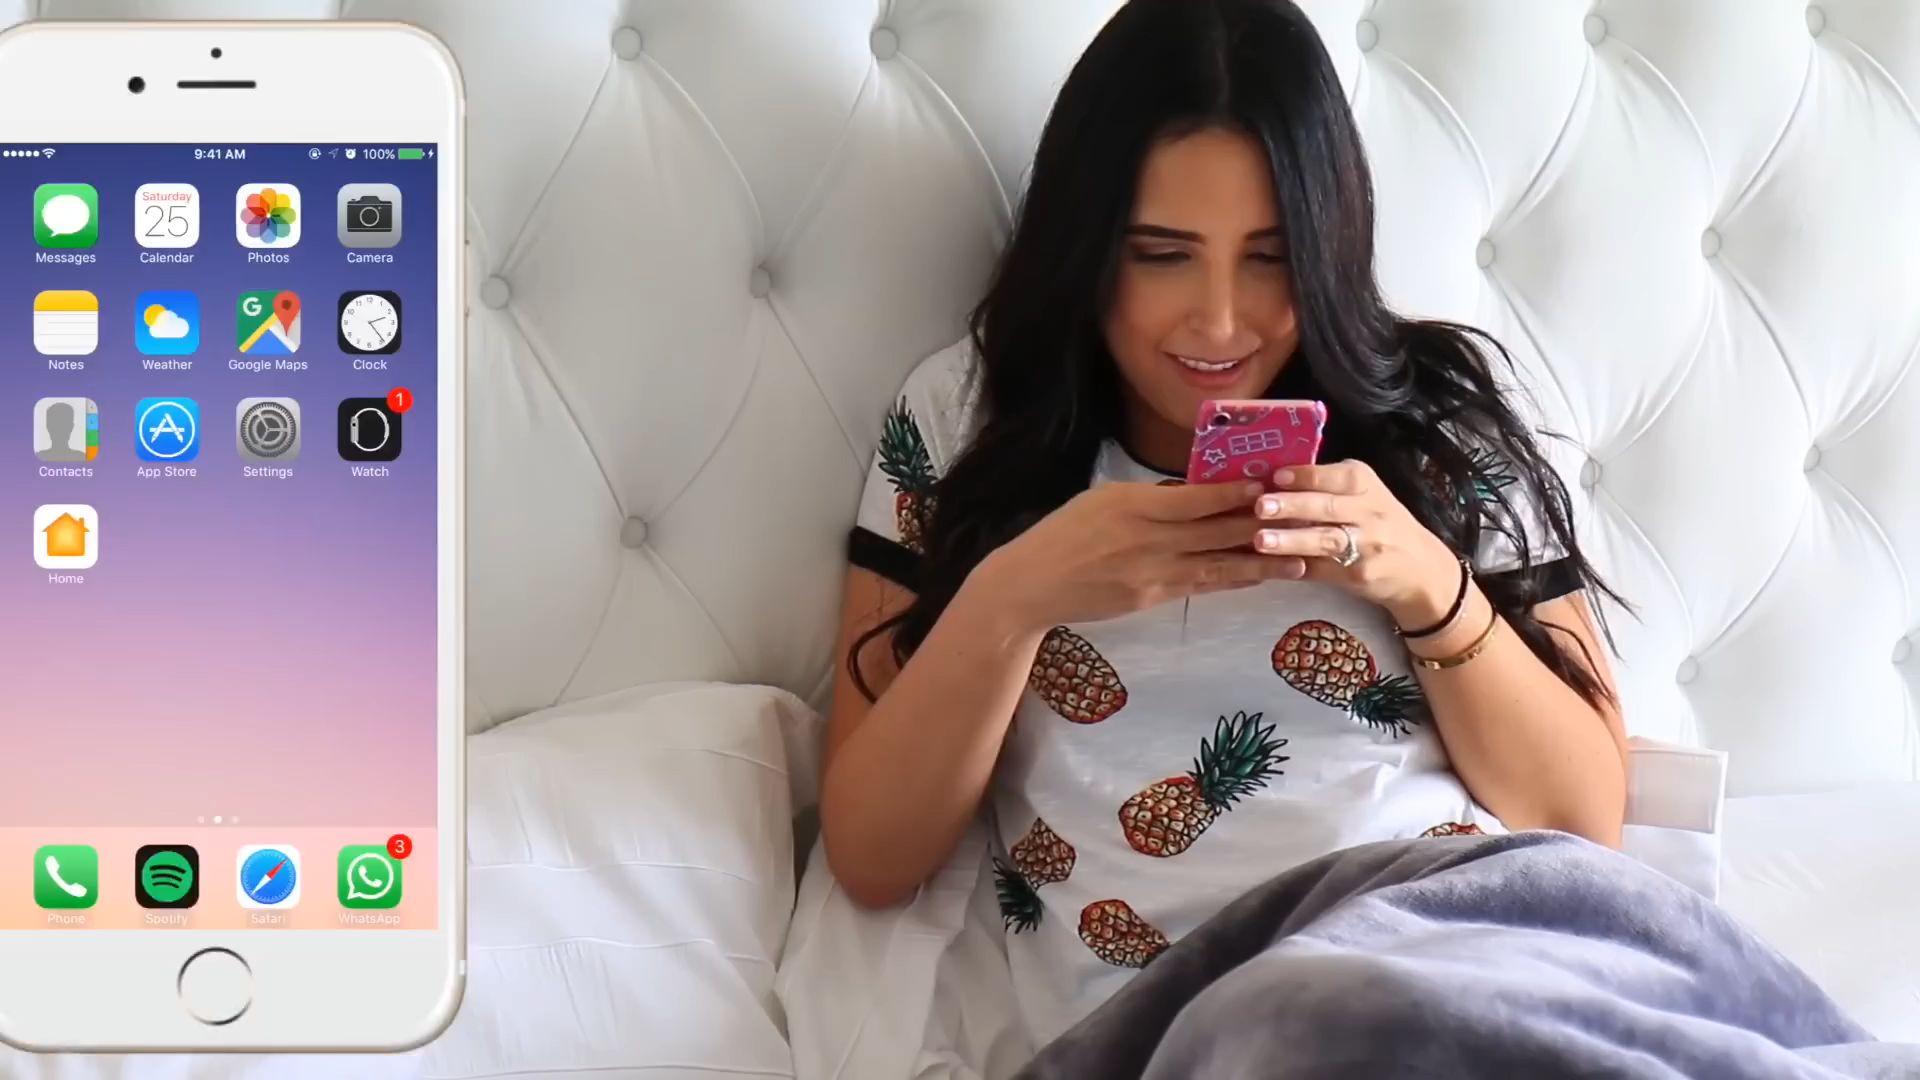 9:41 AM 100%
Saturday
25
Messages Calendar Photos Camera
G
12
Notes Weather Google Maps Clock
1
Contacts App Store Settings Watch
Home
3
Phone Spotify Safari WhatsApp